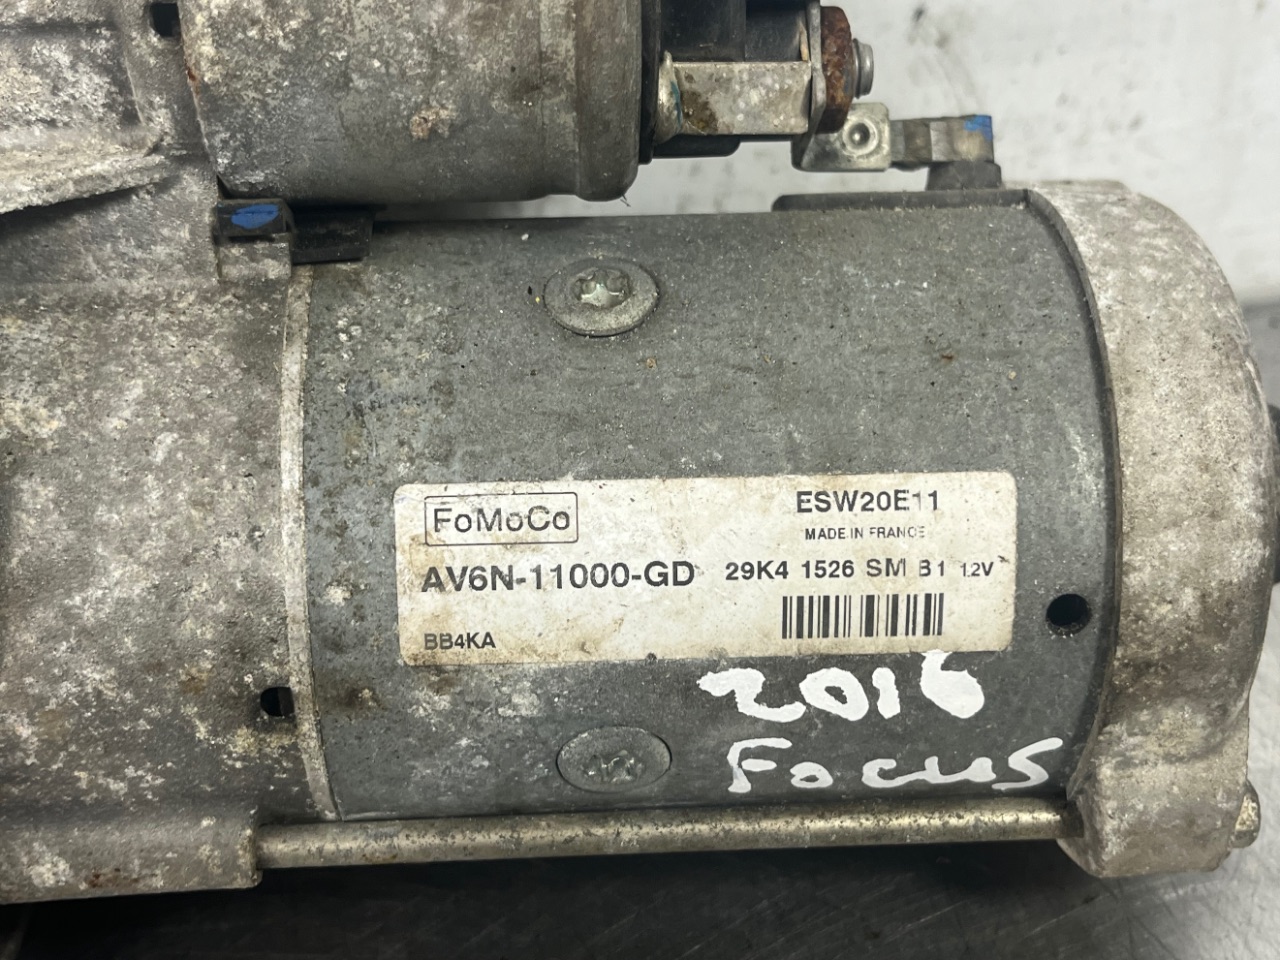 FoMoCo
ESW20E11
MADE IN FRANCE
AV6N-11000-GD 29K4 1526 SM B1 12V
BB4KA
2016
Focus